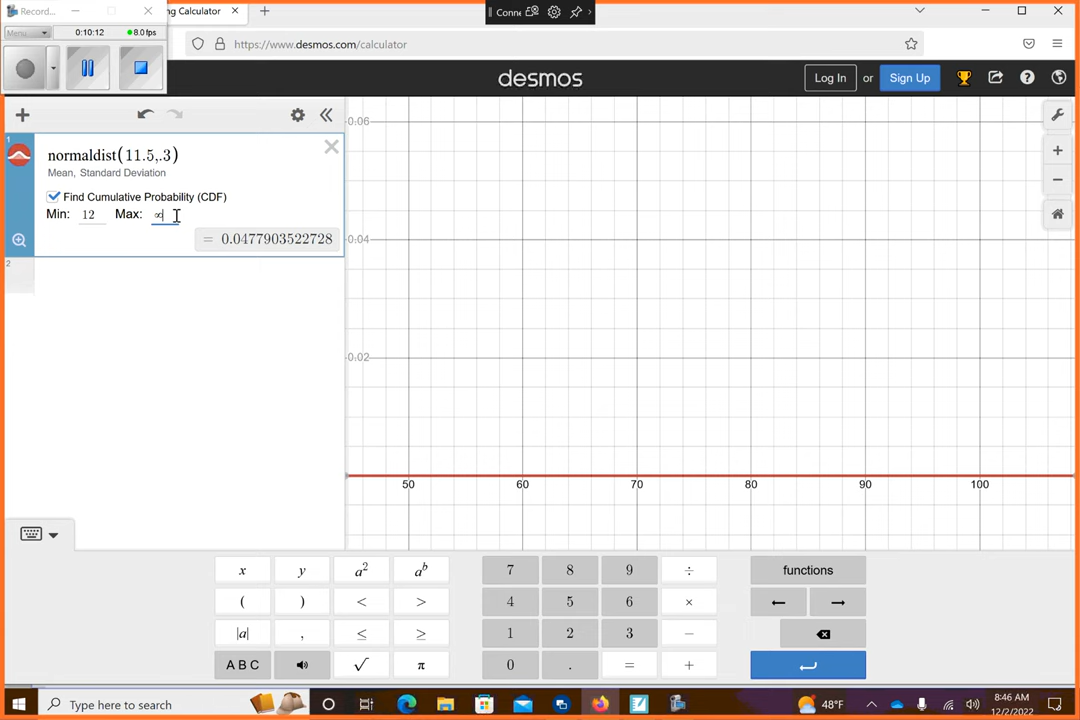 Record...
ng Calculator
Conne
Menu
0:10:12
8.0 fps
https://www.desmos.com/calculator
desmos
Log In or Sign Up
1
normaldist(11.5,.3)
Mean, Standard Deviation
Find Cumulative Probability (CDF)
Min: 12 Max: ∞
= 0.0477903522728
2
0.06
0.04
0.02
50 60 70 80 90 100
x y a² aᵇ 7 8 9 ÷ functions
( ) < > 4 5 6 × ← →
|a| , ≤ ≥ 1 2 3 −
A B C √ π 0 . = +
Type here to search
48°F
8:46 AM
12/2/2022